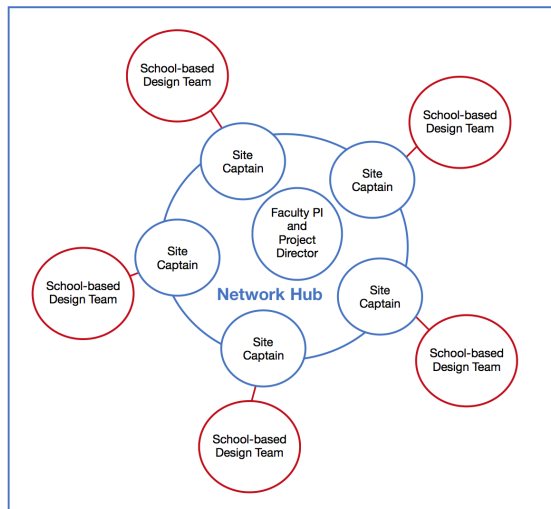 School-based
Design Team
School-based
Design Team
Site
Captain
Site
Captain
Faculty PI
and
Project
Director
Site
Captain
School-based
Design Team
Network Hub
Site
Captain
Site
Captain
School-based
Design Team
School-based
Design Team